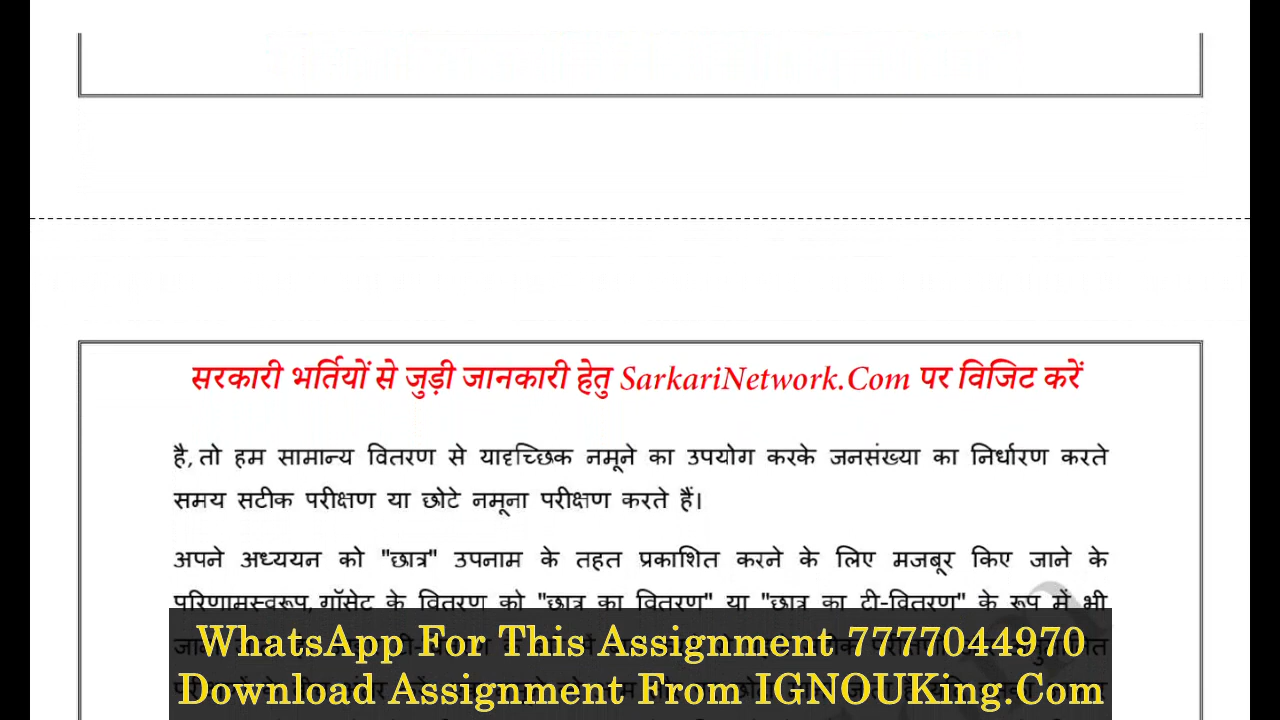 सरकारी भर्तियों से जुड़ी जानकारी हेतु SarkariNetwork.Com पर विजिट करें
है, तो हम सामान्य वितरण से यादृच्छिक नमूने का उपयोग करके जनसंख्या का निर्धारण करते
समय सटीक परीक्षण या छोटे नमूना परीक्षण करते हैं।
अपने अध्ययन को "छात्र" उपनाम के तहत प्रकाशित करने के लिए मजबूर किए जाने के
परिणामस्वरूप, गॉसेट के वितरण को "छात्र का वितरण" या "छात्र का टी-वितरण" के रूप में भी
WhatsApp For This Assignment 7777044970
Download Assignment From IGNOUKing.Com